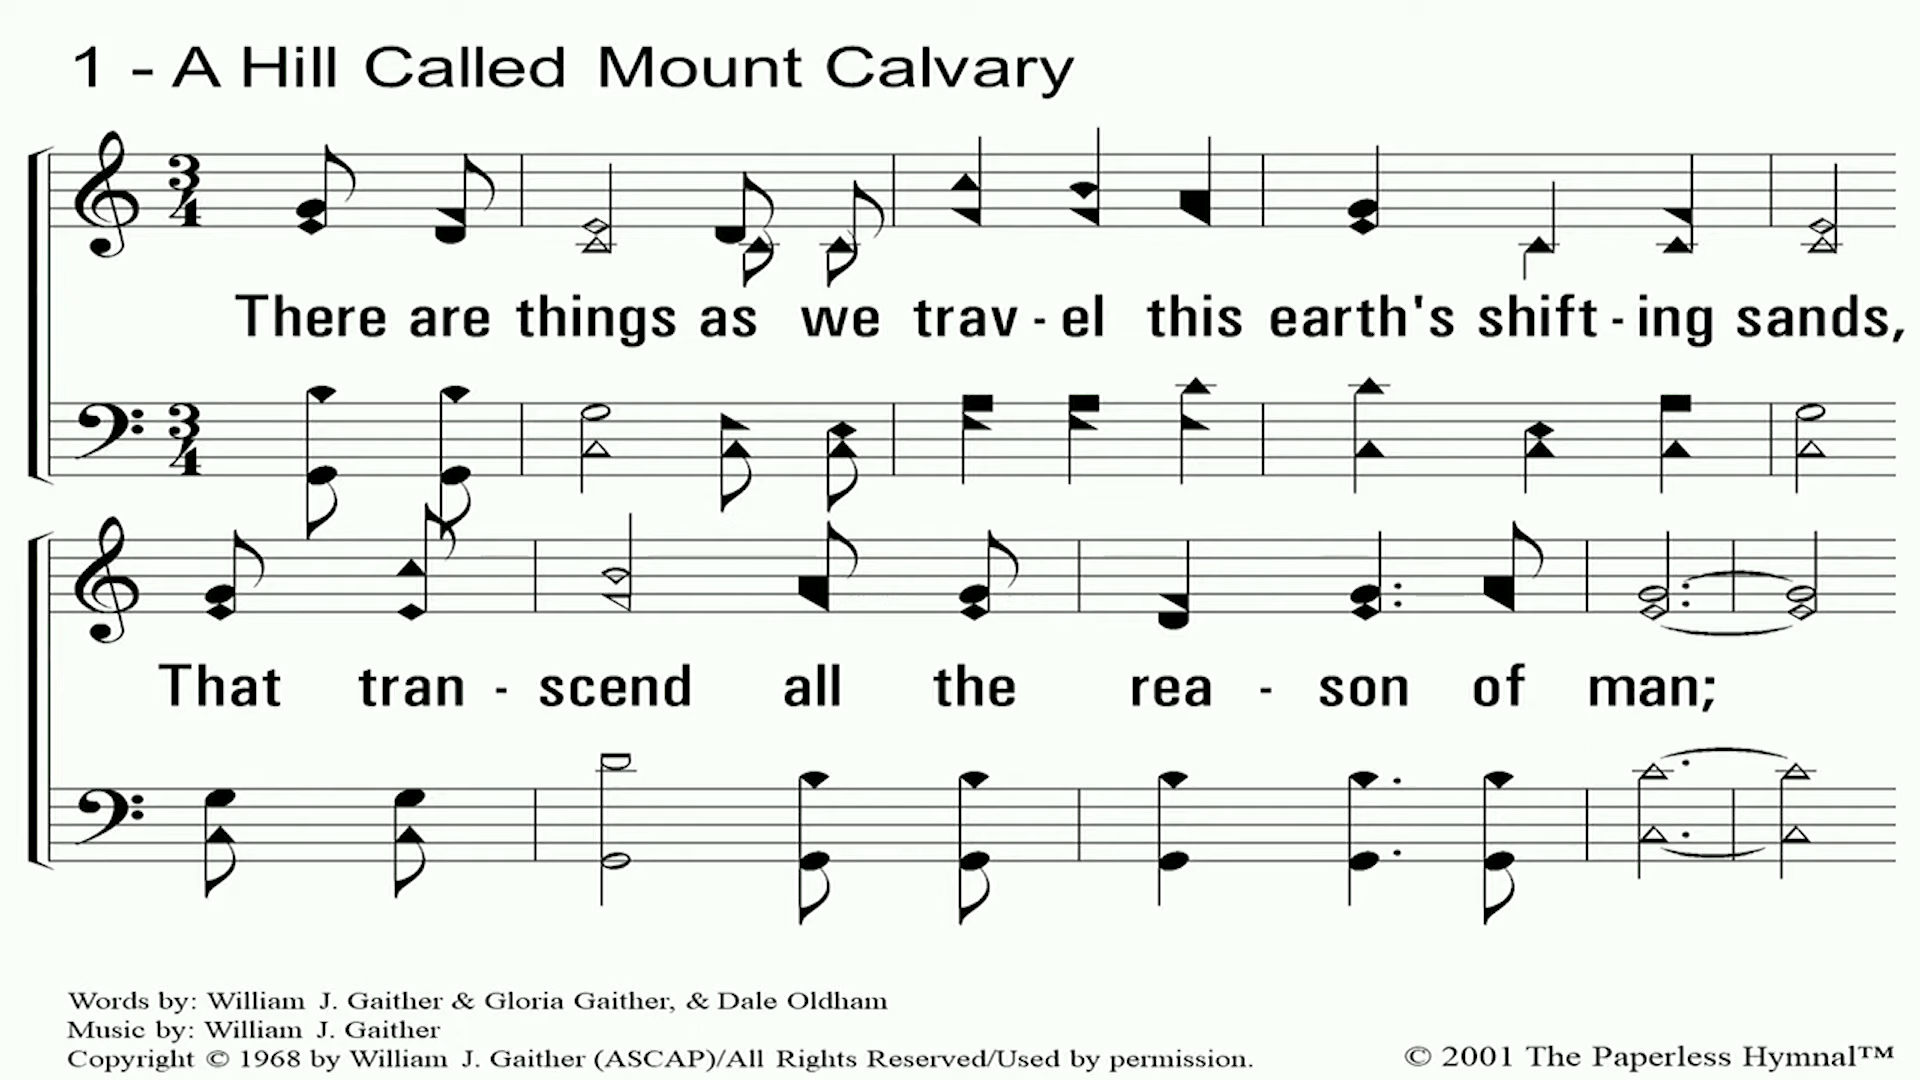 1 - A Hill Called Mount Calvary
3
4
There are things as we trav - el this earth's shift - ing sands,
3
4
That tran - scend all the rea - son of man;
Words by: William J. Gaither & Gloria Gaither, & Dale Oldham
Music by: William J. Gaither
Copyright © 1968 by William J. Gaither (ASCAP)/All Rights Reserved/Used by permission.
© 2001 The Paperless Hymnal™